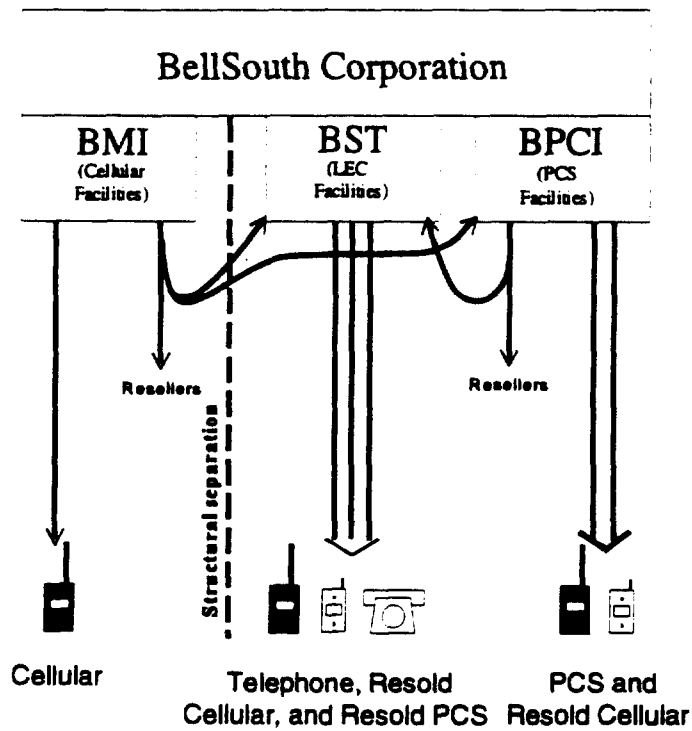 BellSouth Corporation
BMI
(Cellular
Facilities)
BST
(LEC
Facilities)
BPCI
(PCS
Facilities)
Resellers
Resellers
Structural separation
Cellular
Telephone, Resold
Cellular, and Resold PCS
PCS and
Resold Cellular